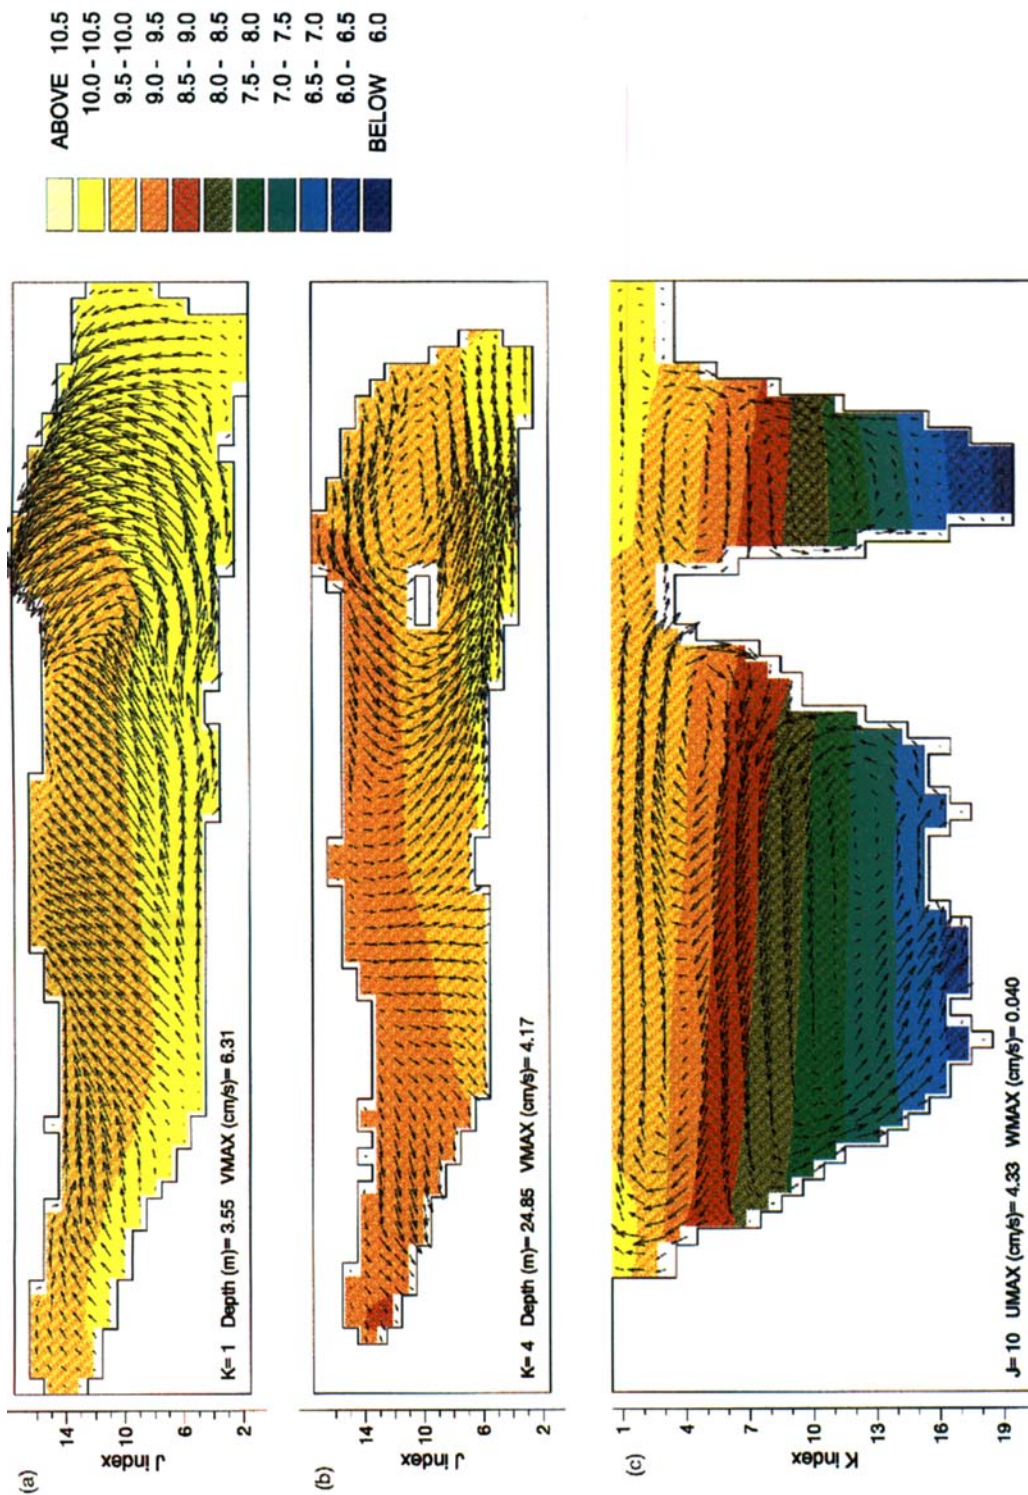 (a)
J index
14
10
6
2
K= 1 Depth (m)= 3.55 VMAX (cm/s)= 6.31
ABOVE 10.5
10.0 - 10.5
9.5 - 10.0
9.0 - 9.5
8.5 - 9.0
8.0 - 8.5
7.5 - 8.0
7.0 - 7.5
6.5 - 7.0
6.0 - 6.5
BELOW 6.0
(b)
J index
14
10
6
2
K= 4 Depth (m)= 24.85 VMAX (cm/s)= 4.17
(c)
K index
1
4
7
10
13
16
19
J= 10 UMAX (cm/s)= 4.33 WMAX (cm/s)= 0.040